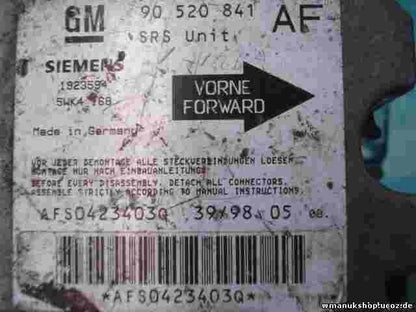 GM 90 520 841 AF
SRS Unit
SIEMENS
5WK4 168
VORNE
FORWARD
Made in Germany
VOR JEDER DEMONTAGE ALLE STECKVERBINDUNGEN LOESEN.
MONTAGE NUR NACH EINBAUANLEITUNG!
BEFORE EVERY DISASSEMBLY, DETACH ALL CONNECTORS.
ASSEMBLE STRICTLY ACCORDING TO MANUAL INSTRUCTIONS!
AFS0423403Q 39/98 05
*AFS0423403Q*
wmanukshop.ucoz.de